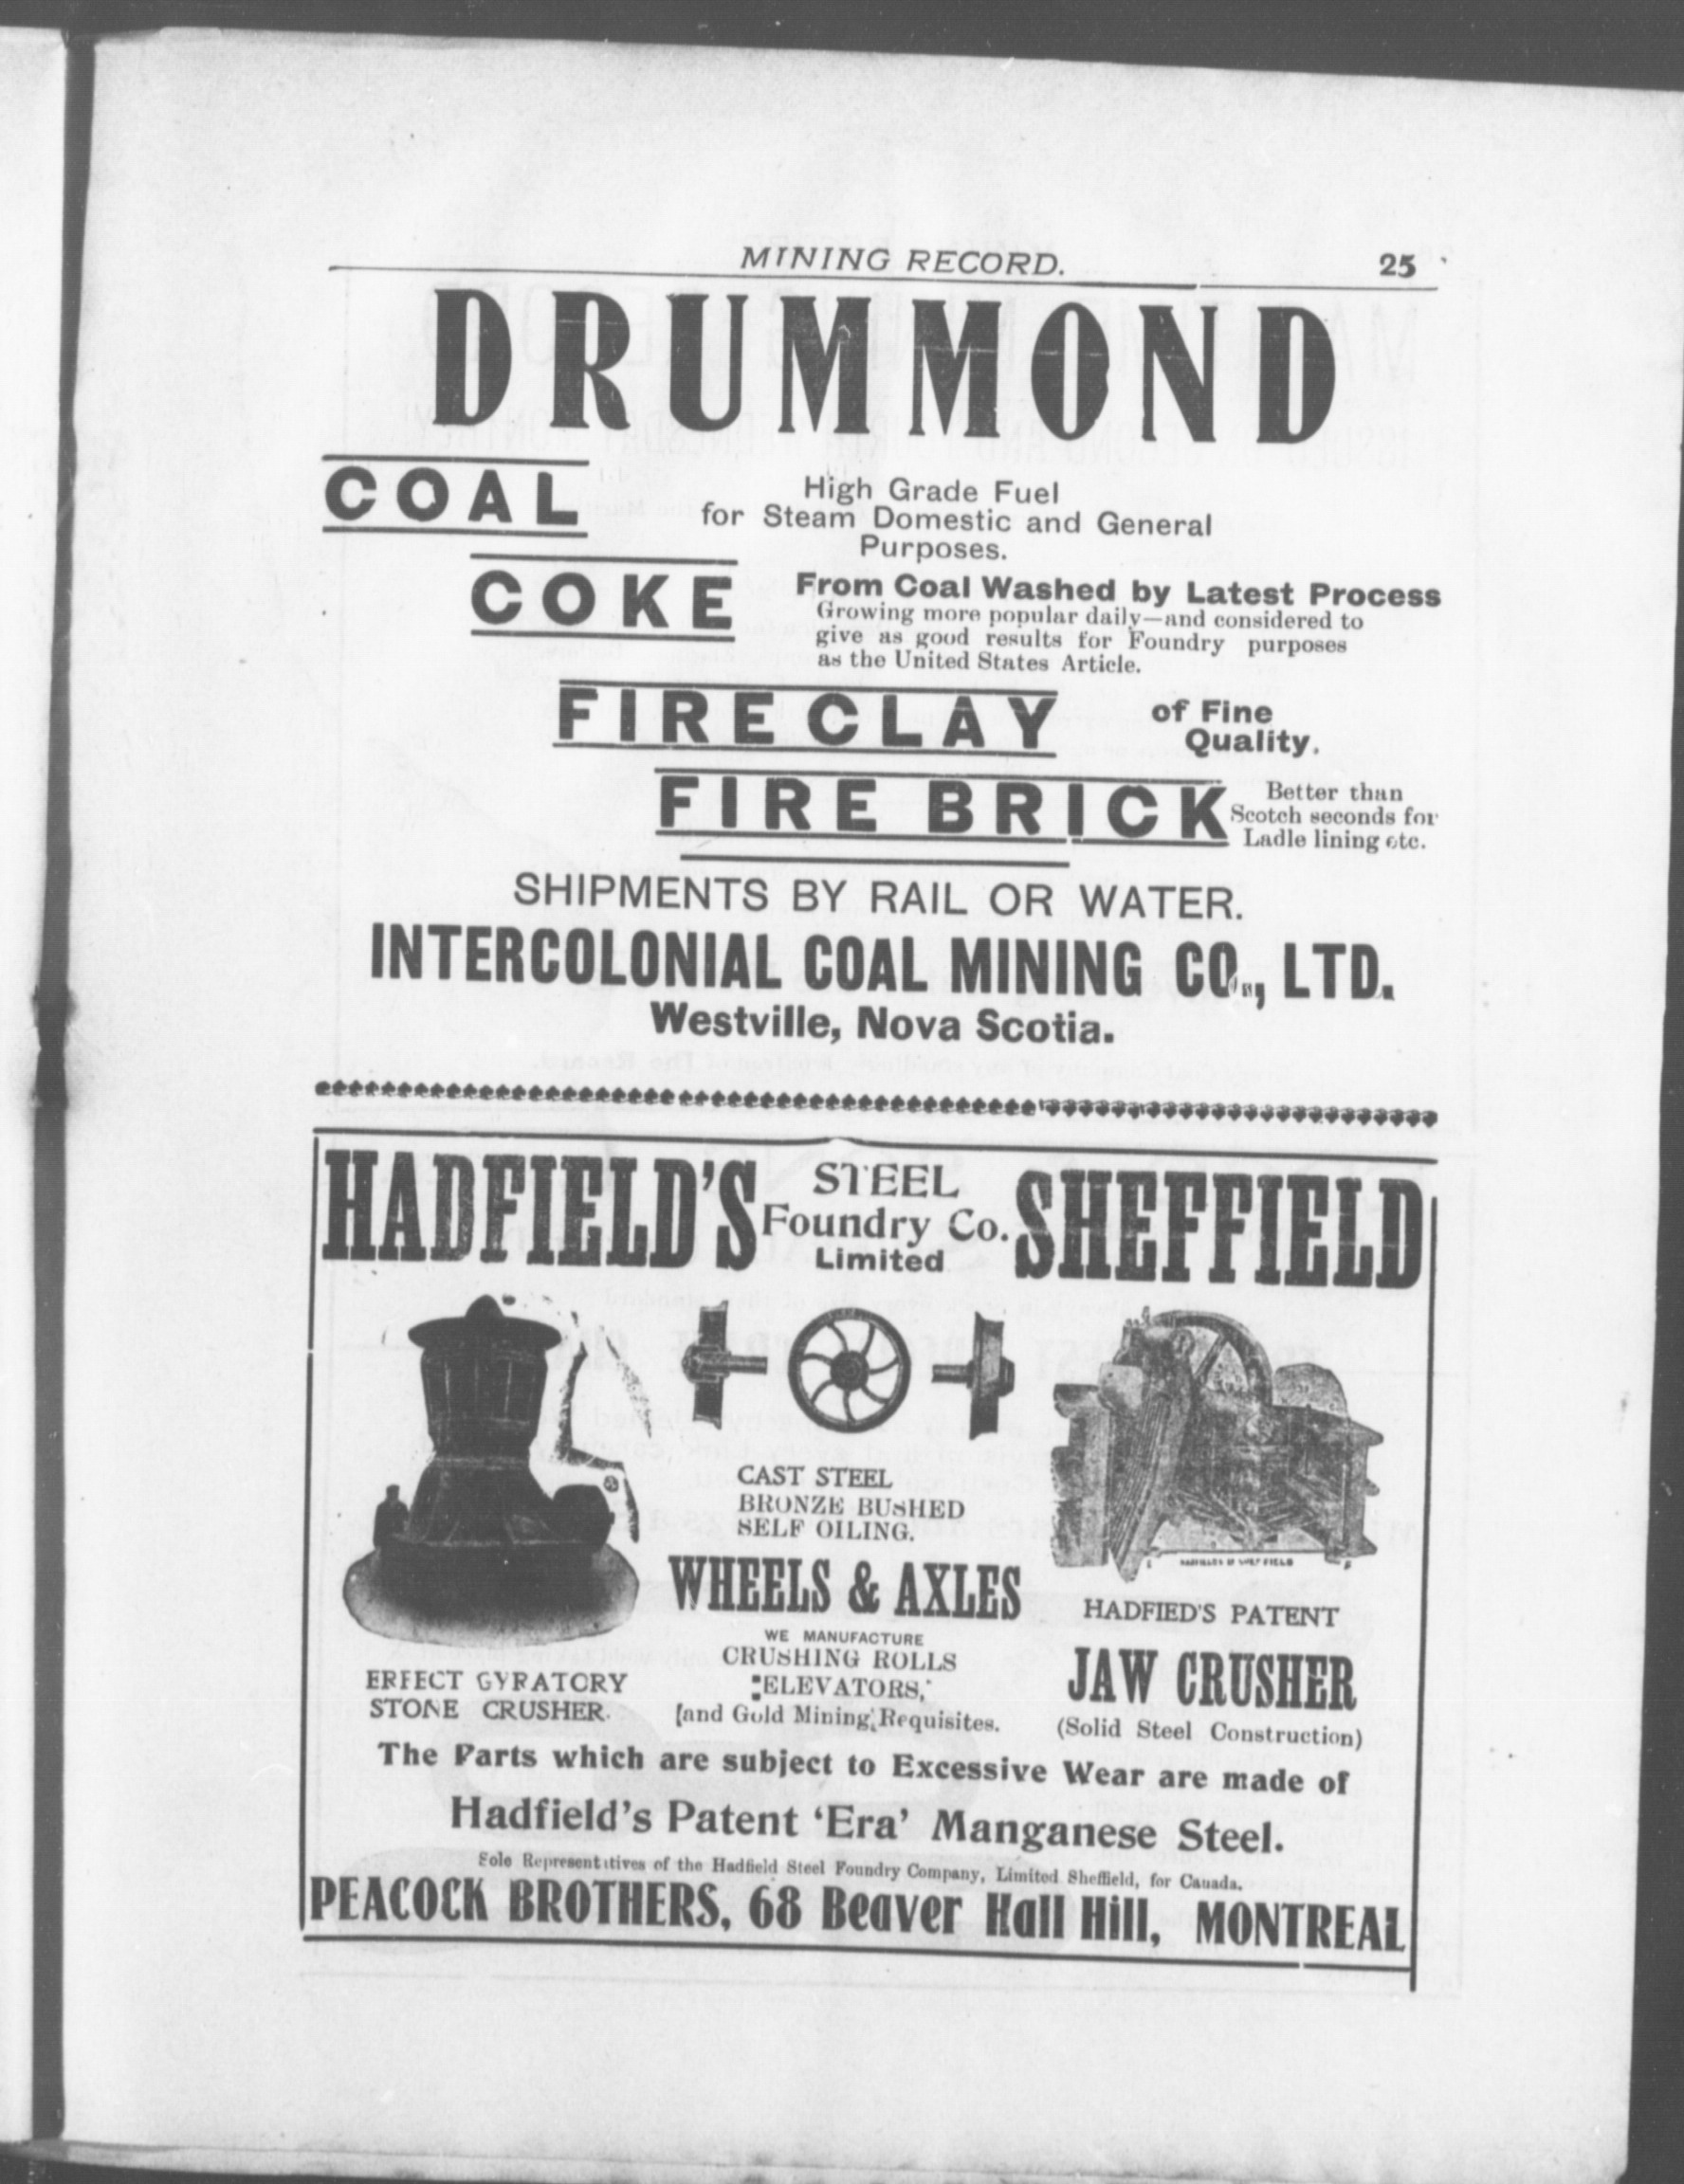 MINING RECORD. 25
DRUMMOND
COAL
High Grade Fuel
for Steam Domestic and General
Purposes.
COKE
From Coal Washed by Latest Process
Growing more popular daily—and considered to
give as good results for Foundry purposes
as the United States Article.
FIRECLAY
of Fine
Quality.
FIRE BRICK
Better than
Scotch seconds for
Ladle lining etc.
SHIPMENTS BY RAIL OR WATER.
INTERCOLONIAL COAL MINING CO., LTD.
Westville, Nova Scotia.
HADFIELD'S
STEEL
Foundry Co.
Limited
SHEFFIELD
CAST STEEL
BRONZE BUSHED
SELF OILING.
WHEELS & AXLES
WE MANUFACTURE
CRUSHING ROLLS
ELEVATORS,
[and Gold Mining Requisites.
ERFECT GYRATORY
STONE CRUSHER.
HADFIED'S PATENT
JAW CRUSHER
(Solid Steel Construction)
The Parts which are subject to Excessive Wear are made of
Hadfield's Patent 'Era' Manganese Steel.
Sole Representitives of the Hadfield Steel Foundry Company, Limited Sheffield, for Canada.
PEACOCK BROTHERS, 68 Beaver Hall Hill, MONTREAL